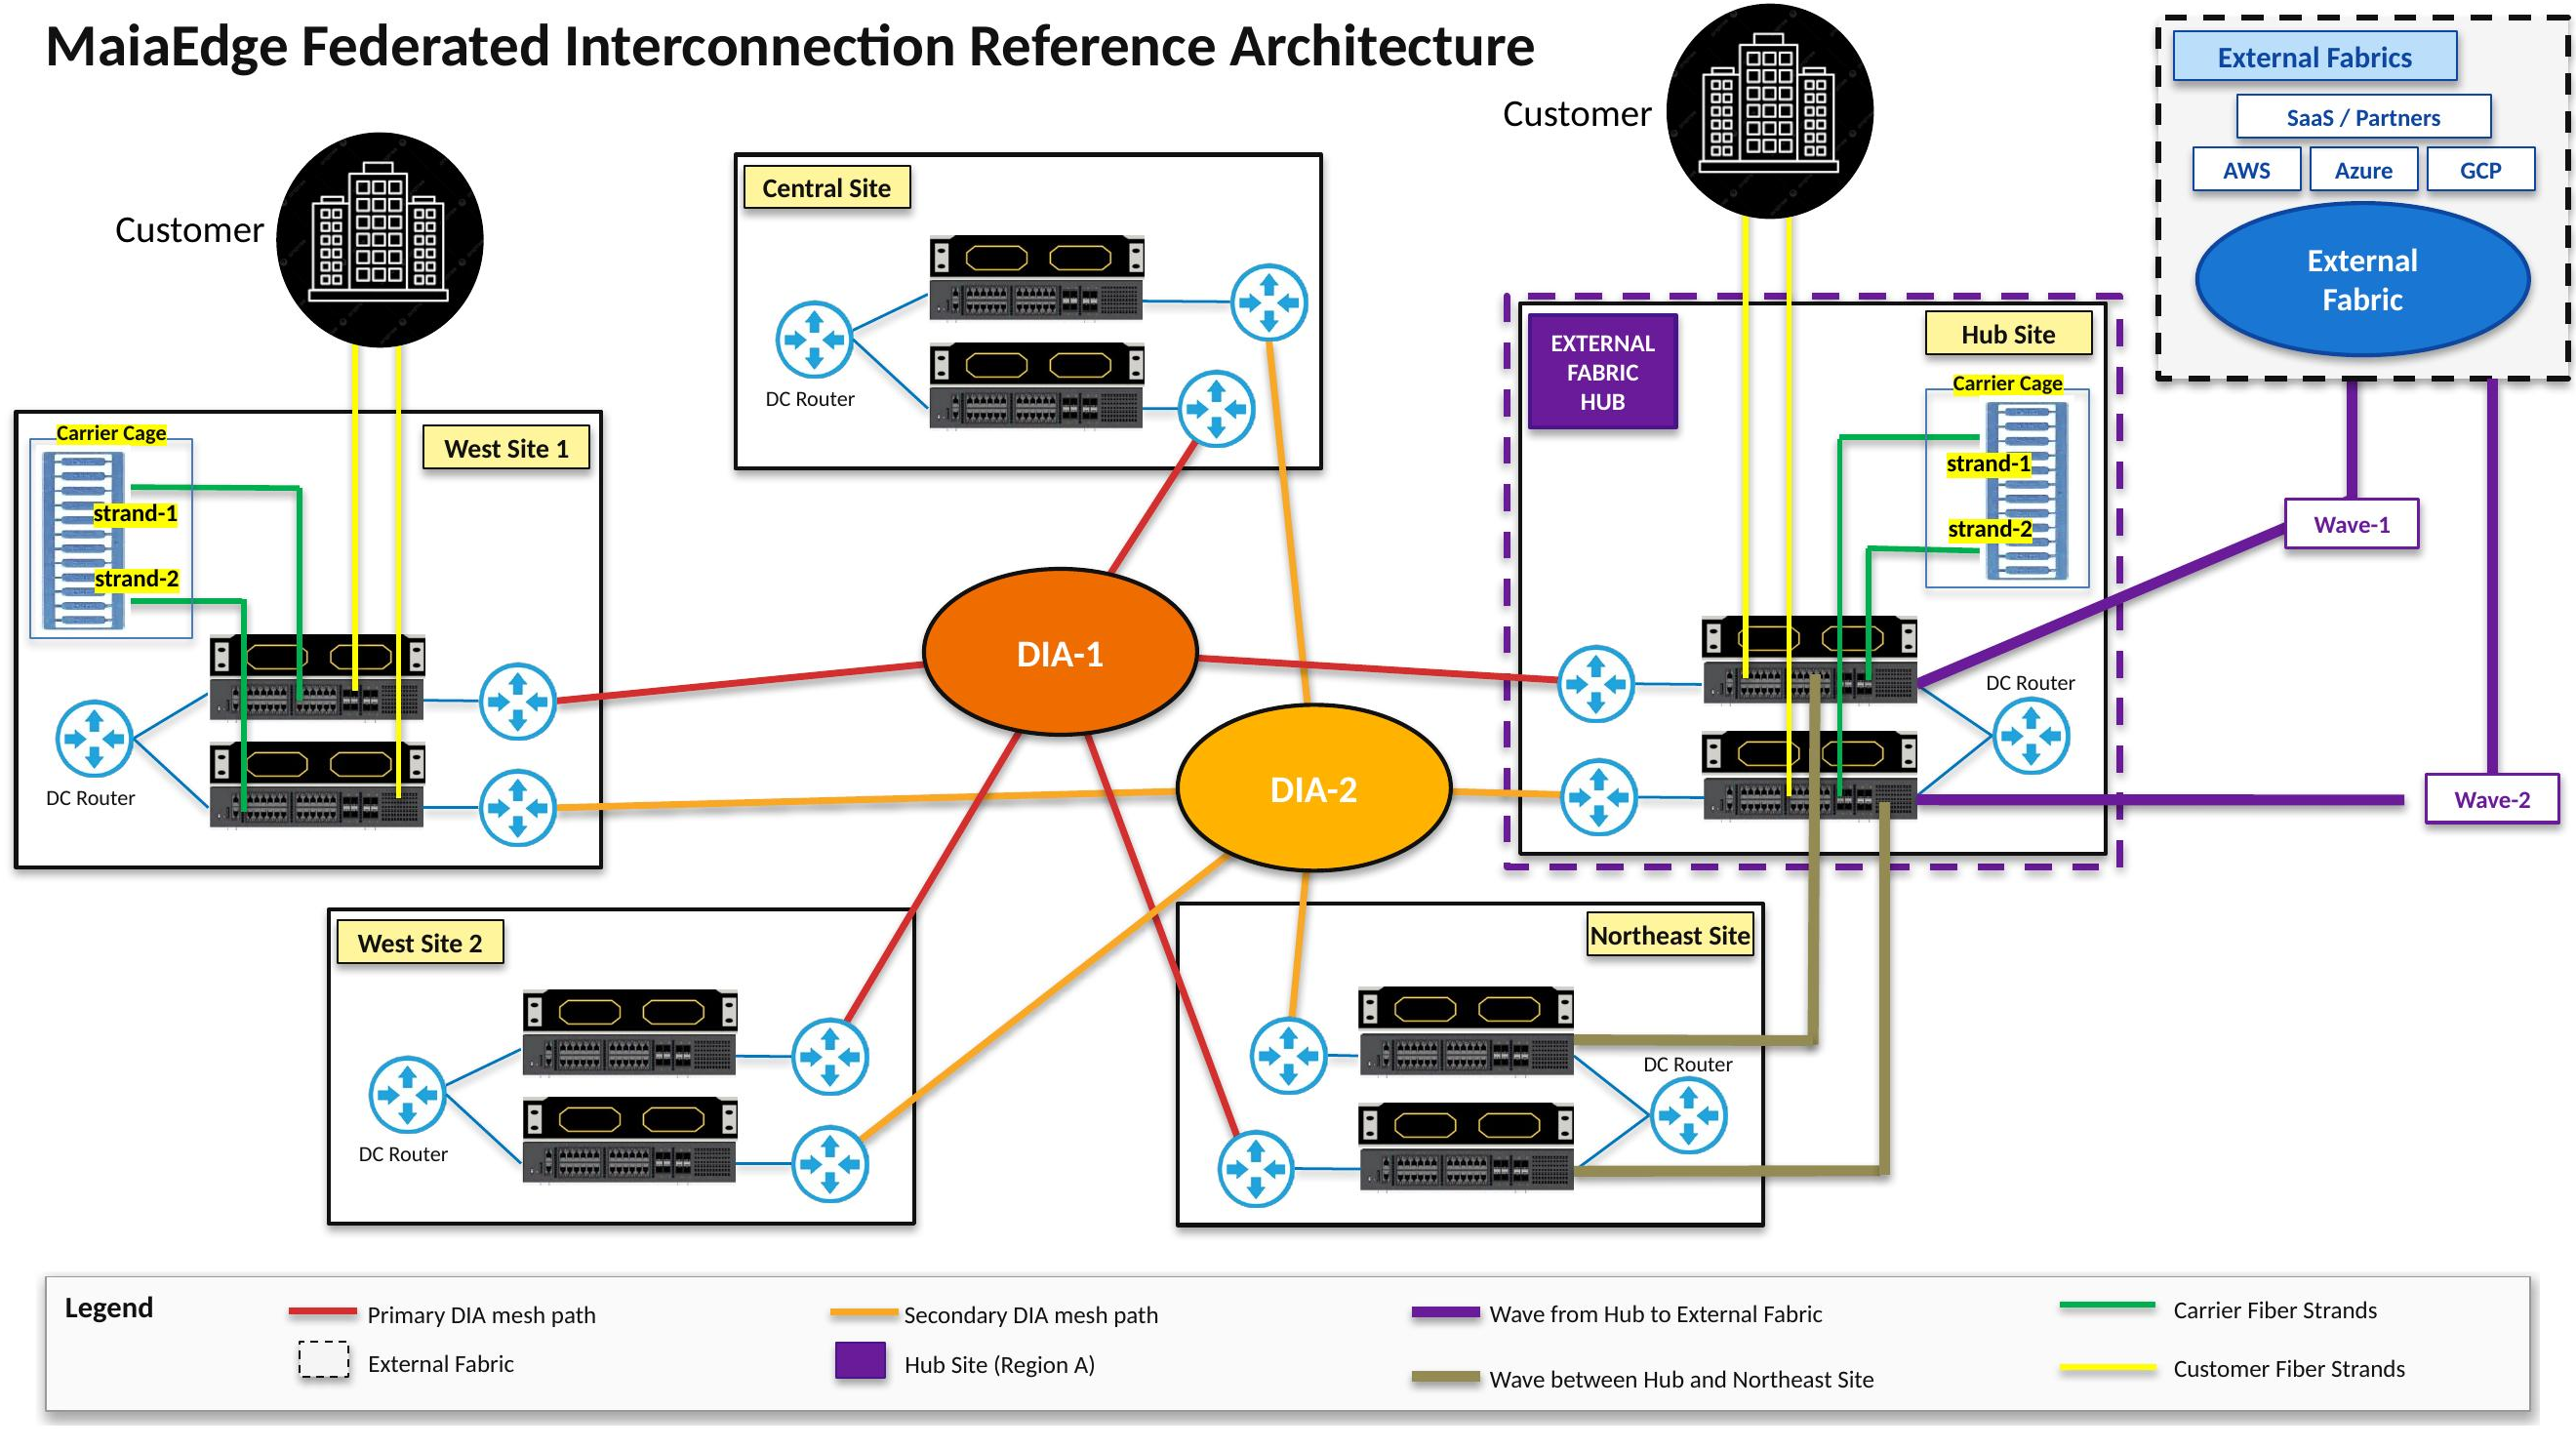 MaiaEdge Federated Interconnection Reference Architecture
Customer
External Fabrics
SaaS / Partners
AWS
Azure
GCP
External
Fabric
Customer
Central Site
DC Router
EXTERNAL
FABRIC
HUB
Hub Site
Carrier Cage
strand-1
strand-2
DC Router
Wave-1
Wave-2
Carrier Cage
West Site 1
strand-1
strand-2
DC Router
DIA-1
DIA-2
West Site 2
DC Router
Northeast Site
DC Router
Legend
Primary DIA mesh path
Secondary DIA mesh path
Wave from Hub to External Fabric
Carrier Fiber Strands
External Fabric
Hub Site (Region A)
Wave between Hub and Northeast Site
Customer Fiber Strands